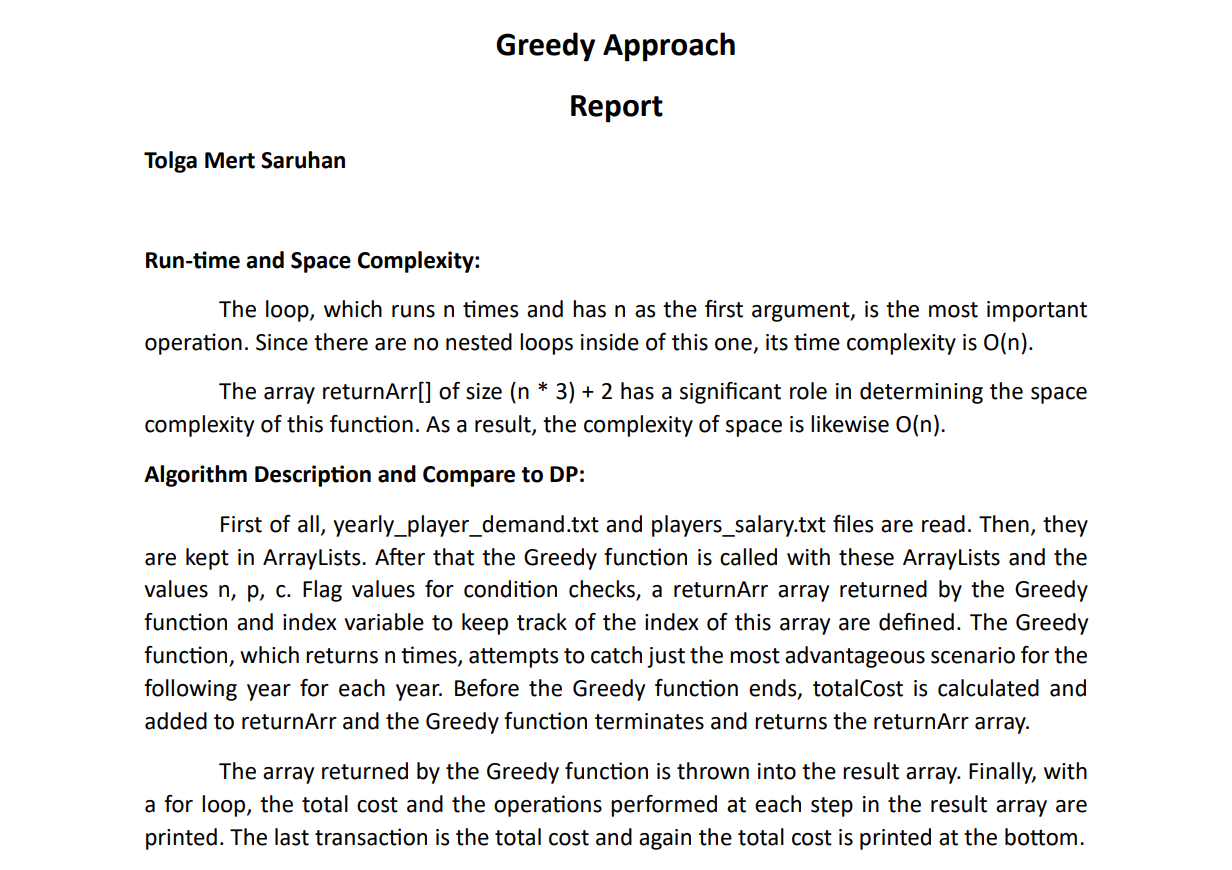 Greedy Approach
Report
Tolga Mert Saruhan
Run-time and Space Complexity:
The loop, which runs n times and has n as the first argument, is the most important
operation. Since there are no nested loops inside of this one, its time complexity is O(n).
The array returnArr[] of size (n * 3) + 2 has a significant role in determining the space
complexity of this function. As a result, the complexity of space is likewise O(n).
Algorithm Description and Compare to DP:
First of all, yearly_player_demand.txt and players_salary.txt files are read. Then, they
are kept in ArrayLists. After that the Greedy function is called with these ArrayLists and the
values n, p, c. Flag values for condition checks, a returnArr array returned by the Greedy
function and index variable to keep track of the index of this array are defined. The Greedy
function, which returns n times, attempts to catch just the most advantageous scenario for the
following year for each year. Before the Greedy function ends, totalCost is calculated and
added to returnArr and the Greedy function terminates and returns the returnArr array.
The array returned by the Greedy function is thrown into the result array. Finally, with
a for loop, the total cost and the operations performed at each step in the result array are
printed. The last transaction is the total cost and again the total cost is printed at the bottom.